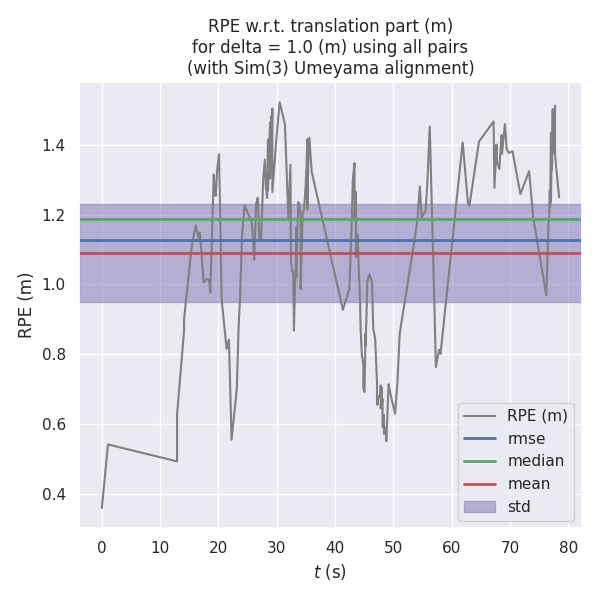 RPE w.r.t. translation part (m)
for delta = 1.0 (m) using all pairs
(with Sim(3) Umeyama alignment)
RPE (m)
1.4
1.2
1.0
0.8
0.6
0.4
RPE (m)
rmse
median
mean
std
0 10 20 30 40 50 60 70 80
t (s)